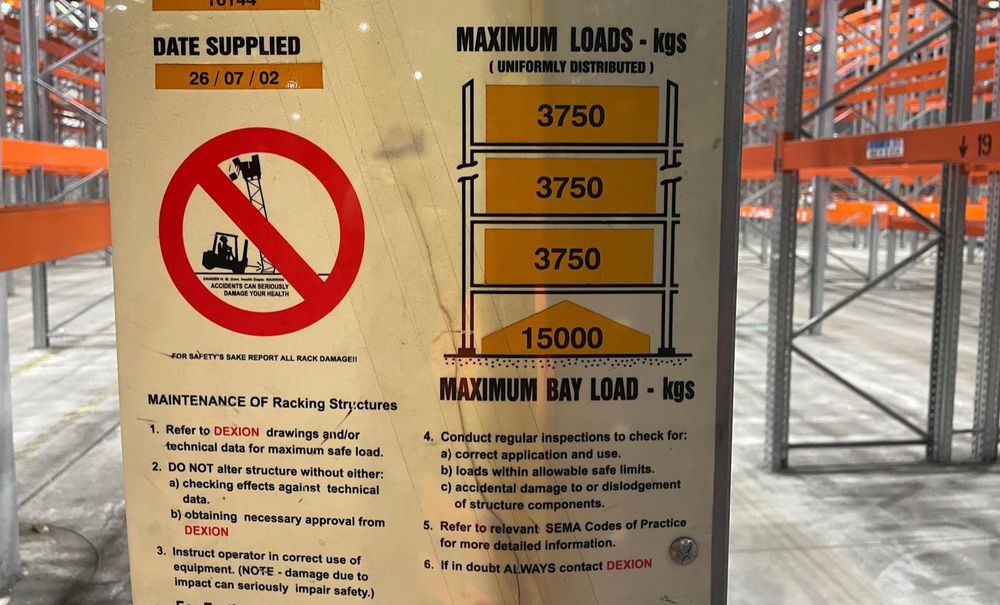 16144
DATE SUPPLIED
26 / 07 / 02
ACCIDENTS CAN SERIOUSLY
DAMAGE YOUR HEALTH
FOR SAFETY'S SAKE REPORT ALL RACK DAMAGE!!
MAXIMUM LOADS - kgs
( UNIFORMLY DISTRIBUTED )
3750
3750
3750
15000
MAXIMUM BAY LOAD - kgs
MAINTENANCE OF Racking Structures
1. Refer to DEXION drawings and/or
technical data for maximum safe load.
2. DO NOT alter structure without either:
a) checking effects against technical
data.
b) obtaining necessary approval from
DEXION
3. Instruct operator in correct use of
equipment. (NOTE - damage due to
impact can seriously impair safety.)
4. Conduct regular inspections to check for:
a) correct application and use.
b) loads within allowable safe limits.
c) accidental damage to or dislodgement
of structure components.
5. Refer to relevant SEMA Codes of Practice
for more detailed information.
6. If in doubt ALWAYS contact DEXION
↓ 19